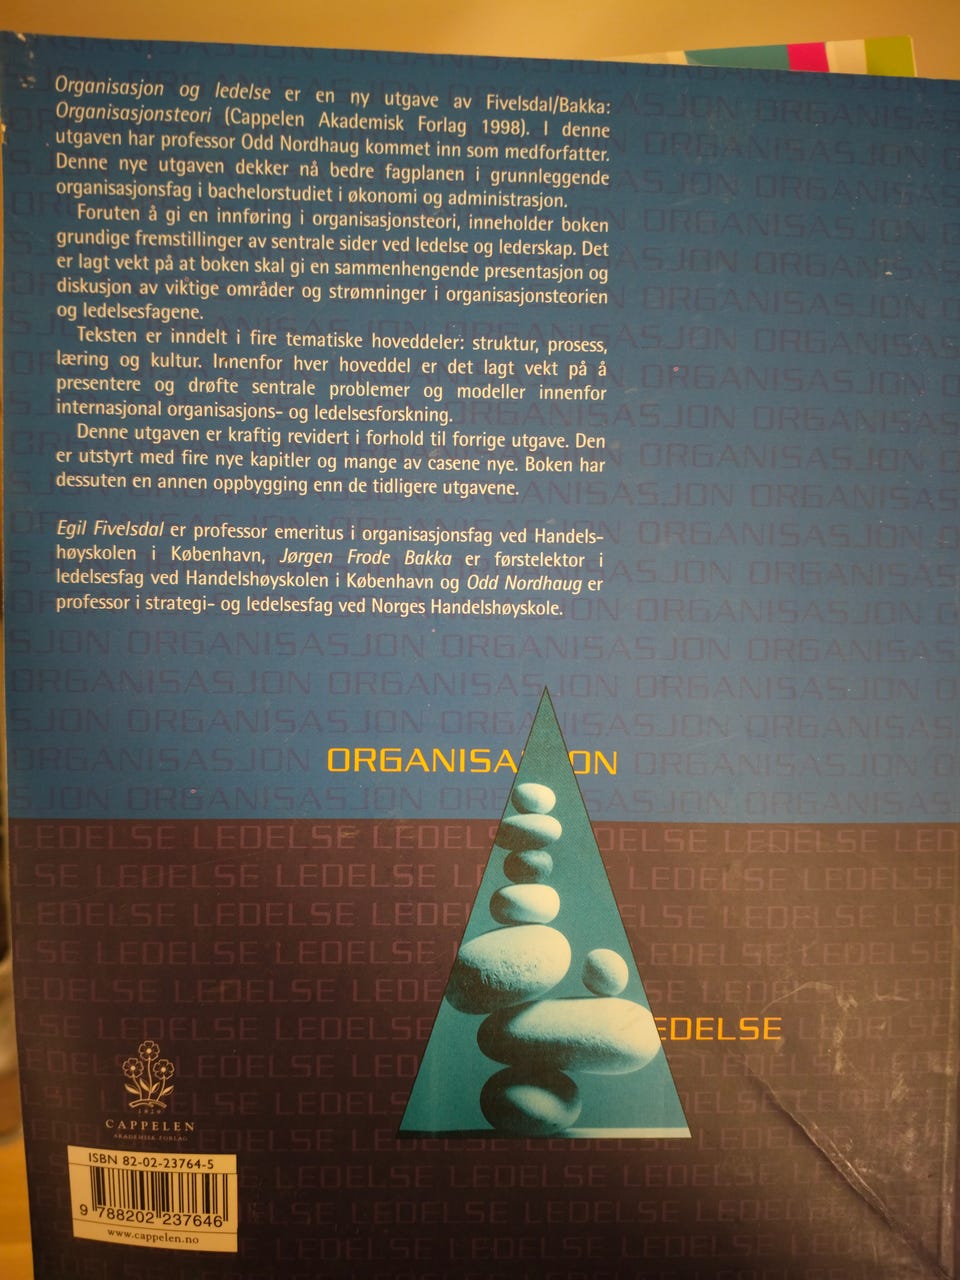 Organisasjon og ledelse er en ny utgave av Fivelsdal/Bakka:
Organisasjonsteori (Cappelen Akademisk Forlag 1998). I denne
utgaven har professor Odd Nordhaug kommet inn som medforfatter.
Denne nye utgaven dekker nå bedre fagplanen i grunnleggende
organisasjonsfag i bachelorstudiet i økonomi og administrasjon.
Foruten å gi en innføring i organisasjonsteori, inneholder boken
grundige fremstillinger av sentrale sider ved ledelse og lederskap. Det
er lagt vekt på at boken skal gi en sammenhengende presentasjon og
diskusjon av viktige områder og strømninger i organisasjonsteorien
og ledelsesfagene.
Teksten er inndelt i fire tematiske hoveddeler: struktur, prosess,
læring og kultur. Innenfor hver hoveddel er det lagt vekt på å
presentere og drøfte sentrale problemer og modeller innenfor
internasjonal organisasjons- og ledelsesforskning.
Denne utgaven er kraftig revidert i forhold til forrige utgave. Den
er utstyrt med fire nye kapitler og mange av casene nye. Boken har
dessuten en annen oppbygging enn de tidligere utgavene.
Egil Fivelsdal er professor emeritus i organisasjonsfag ved Handels-
høyskolen i København, Jørgen Frode Bakka er førstelektor i
ledelsesfag ved Handelshøyskolen i København og Odd Nordhaug er
professor i strategi- og ledelsesfag ved Norges Handelshøyskole.
ORGANISASJON
EDELSE
1829
CAPPELEN
AKADEMISK FORLAG
ISBN 82-02-23764-5
9 788202 237646
www.cappelen.no